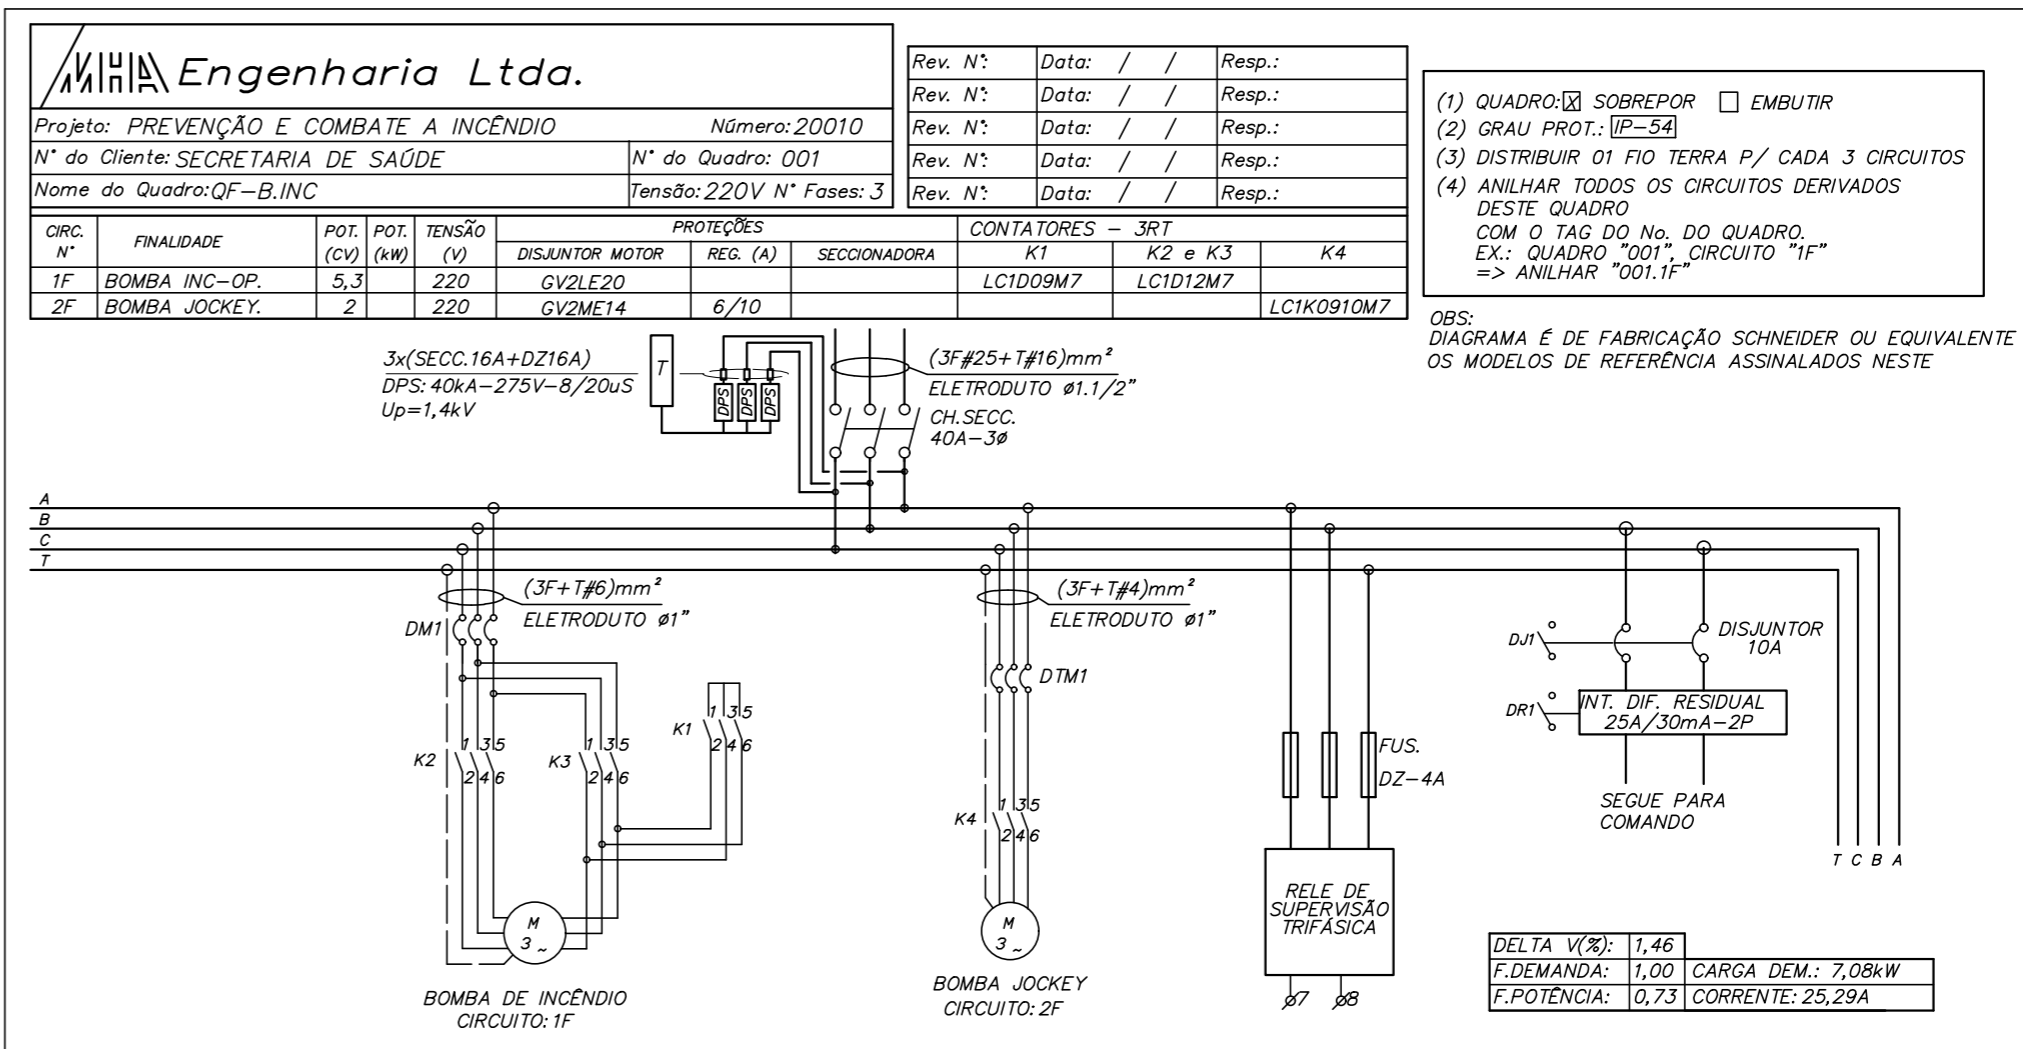 MHA Engenharia Ltda.
Projeto: PREVENÇÃO E COMBATE A INCÊNDIO Número: 20010
N° do Cliente: SECRETARIA DE SAÚDE N° do Quadro: 001
Nome do Quadro: QF-B.INC Tensão: 220V N° Fases: 3
Rev. N°: Data: / / Resp.:
Rev. N°: Data: / / Resp.:
Rev. N°: Data: / / Resp.:
Rev. N°: Data: / / Resp.:
Rev. N°: Data: / / Resp.:
CIRC. N° FINALIDADE POT. (CV) POT. (kW) TENSÃO (V) PROTEÇÕES CONTATORES - 3RT
DISJUNTOR MOTOR REG. (A) SECCIONADORA K1 K2 e K3 K4
1F BOMBA INC-OP. 5,3 220 GV2LE20 LC1D09M7 LC1D12M7
2F BOMBA JOCKEY. 2 220 GV2ME14 6/10 LC1K0910M7
(1) QUADRO: X SOBREPOR EMBUTIR
(2) GRAU PROT.: IP-54
(3) DISTRIBUIR 01 FIO TERRA P/ CADA 3 CIRCUITOS
(4) ANILHAR TODOS OS CIRCUITOS DERIVADOS
DESTE QUADRO
COM O TAG DO No. DO QUADRO.
EX.: QUADRO "001", CIRCUITO "1F"
=> ANILHAR "001.1F"
OBS:
DIAGRAMA É DE FABRICAÇÃO SCHNEIDER OU EQUIVALENTE
OS MODELOS DE REFERÊNCIA ASSINALADOS NESTE
3x(SECC.16A+DZ16A)
DPS: 40kA-275V-8/20uS
Up=1,4kV
T
DPS DPS DPS
(3F#25+T#16)mm²
ELETRODUTO ø1.1/2"
CH.SECC.
40A-3ø
A
B
C
T
(3F+T#6)mm²
ELETRODUTO ø1"
DM1
K2 1 3 5
2 4 6
K3 1 3 5
2 4 6
K1 1 3 5
2 4 6
M
3 ~
BOMBA DE INCÊNDIO
CIRCUITO: 1F
(3F+T#4)mm²
ELETRODUTO ø1"
DTM1
K4 1 3 5
2 4 6
M
3 ~
BOMBA JOCKEY
CIRCUITO: 2F
FUS.
DZ-4A
RELE DE
SUPERVISÃO
TRIFÁSICA
ø7 ø8
DJ1
DISJUNTOR
10A
DR1
INT. DIF. RESIDUAL
25A/30mA-2P
SEGUE PARA
COMANDO
T C B A
DELTA V(%): 1,46
F.DEMANDA: 1,00 CARGA DEM.: 7,08kW
F.POTÊNCIA: 0,73 CORRENTE: 25,29A